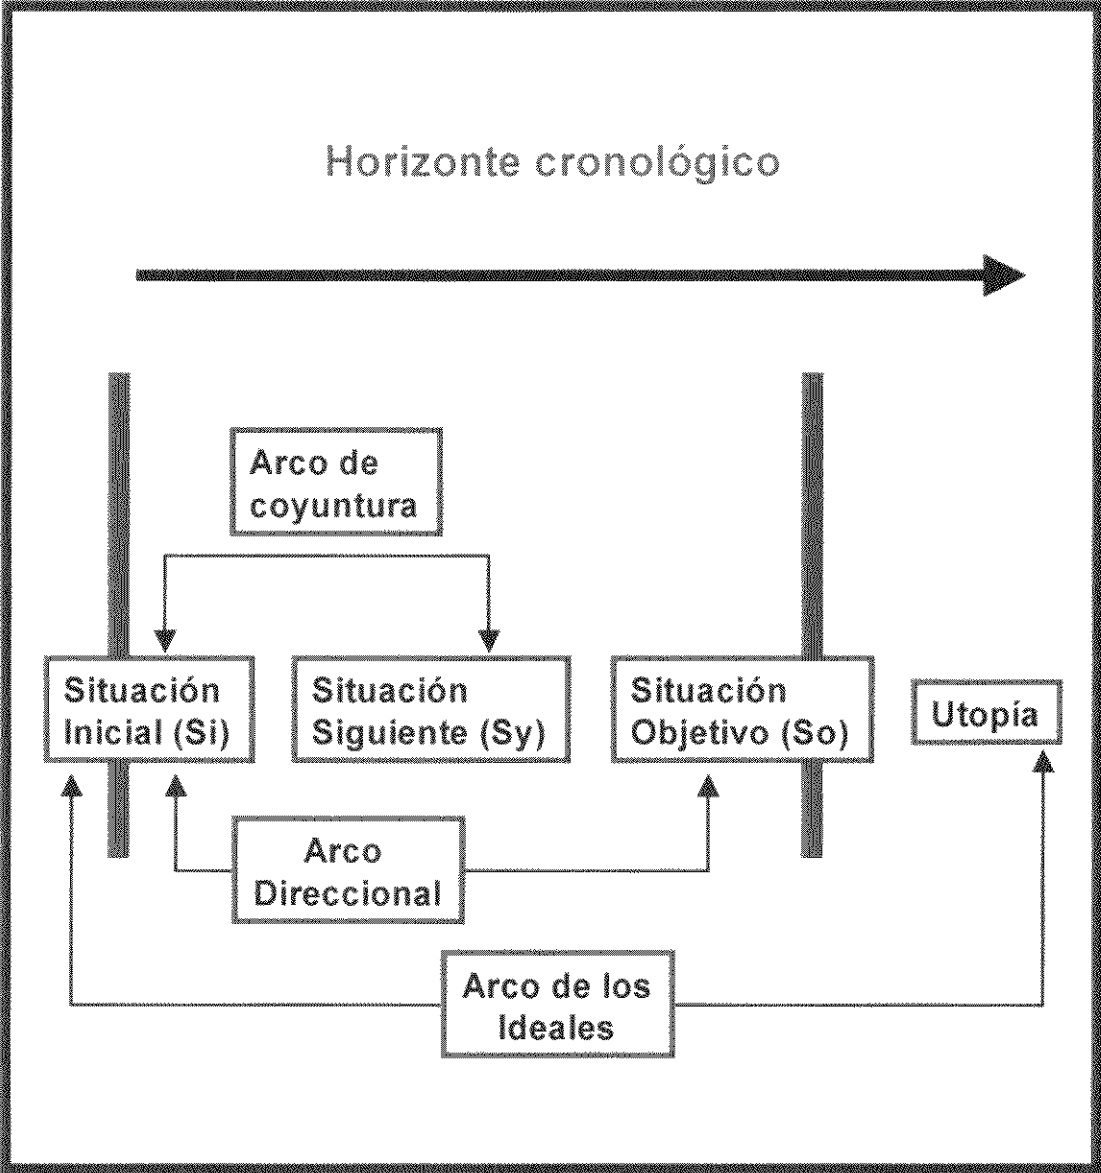 Horizonte cronológico
Arco de
coyuntura
Situación
Inicial (Si)
Situación
Siguiente (Sy)
Situación
Objetivo (So)
Utopía
Arco
Direccional
Arco de los
Ideales